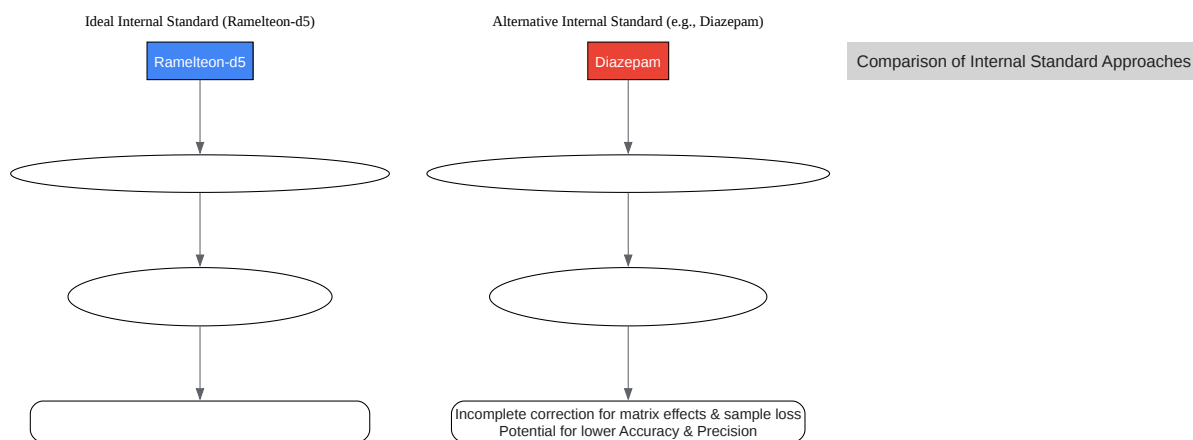 Ideal Internal Standard (Ramelteon-d5)
Ramelteon-d5
Alternative Internal Standard (e.g., Diazepam)
Diazepam
Incomplete correction for matrix effects & sample loss
Potential for lower Accuracy & Precision
Comparison of Internal Standard Approaches